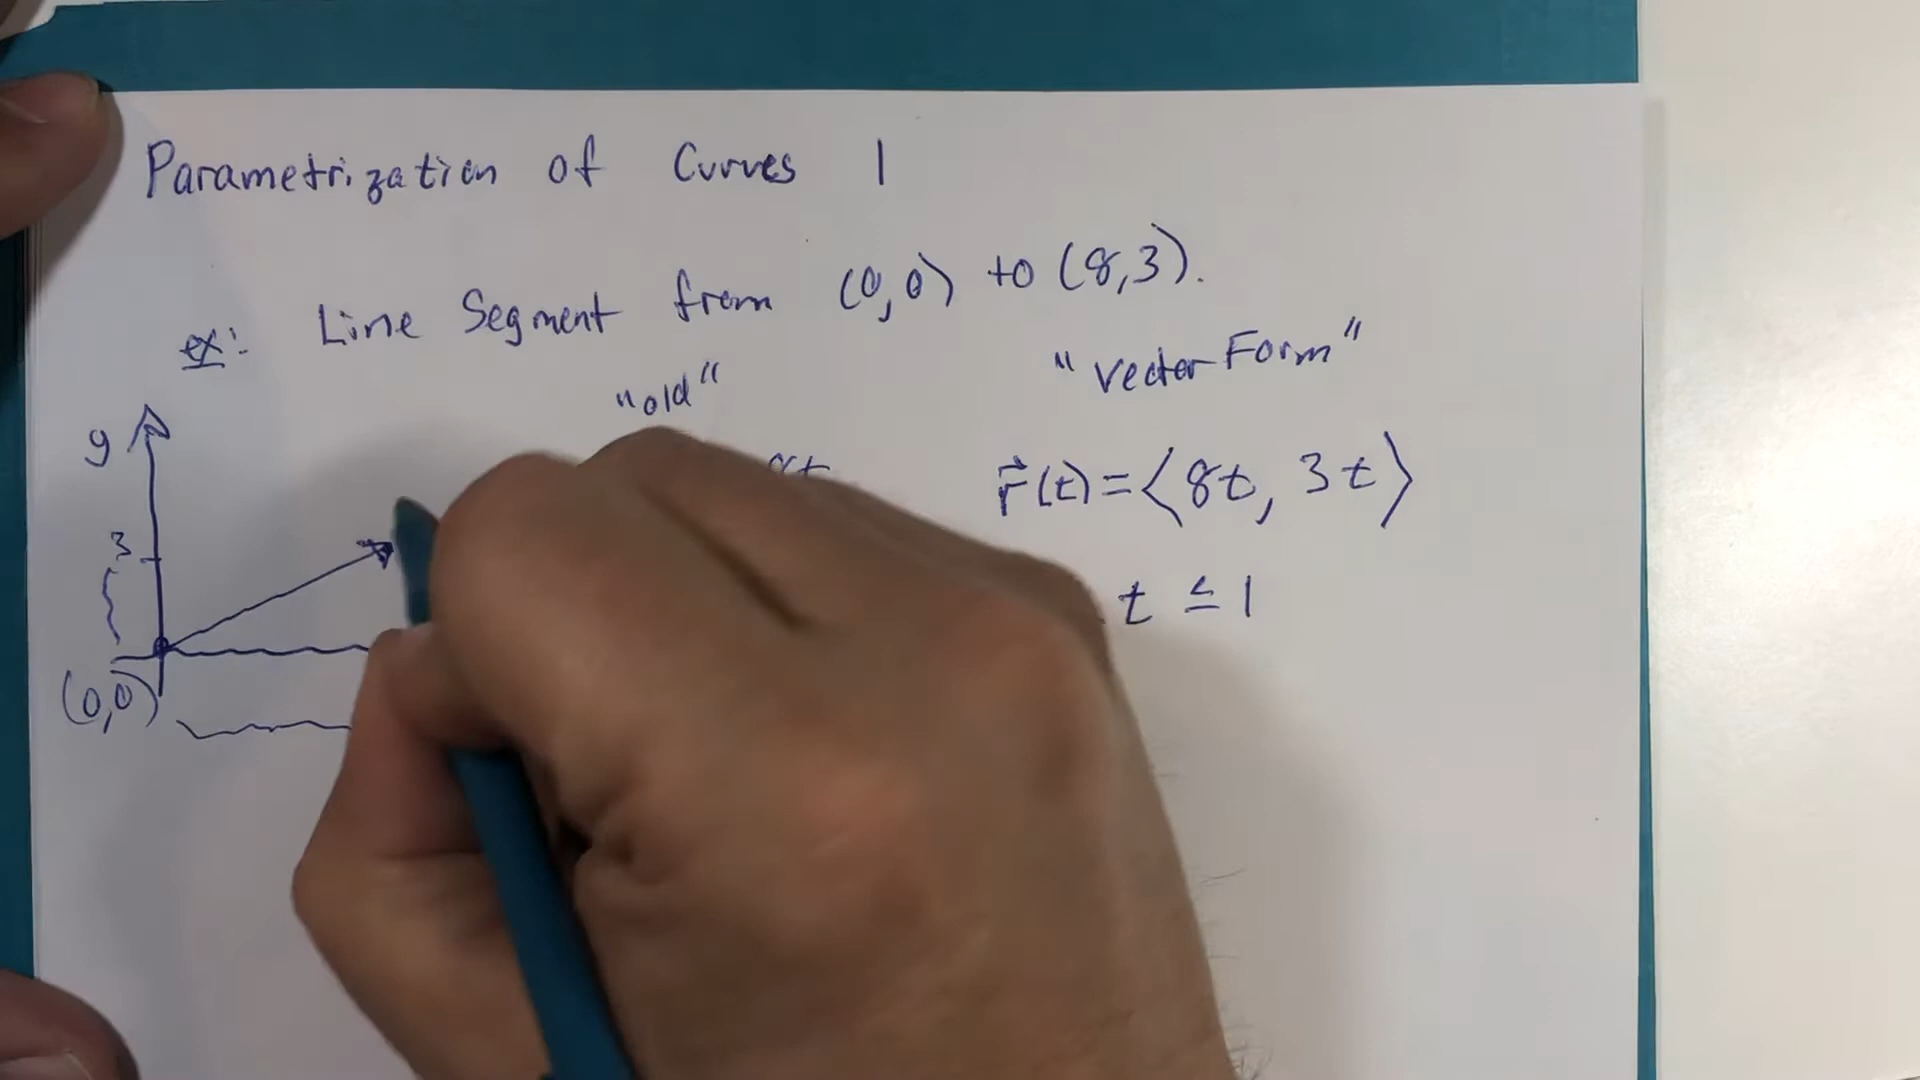 Parametrization of Curves 1
ex: Line Segment from (0,0) to (8,3).
"old"
"Vector Form"
y
8t
r⃗(t) = ⟨8t, 3t⟩
3
t ≤ 1
(0,0)